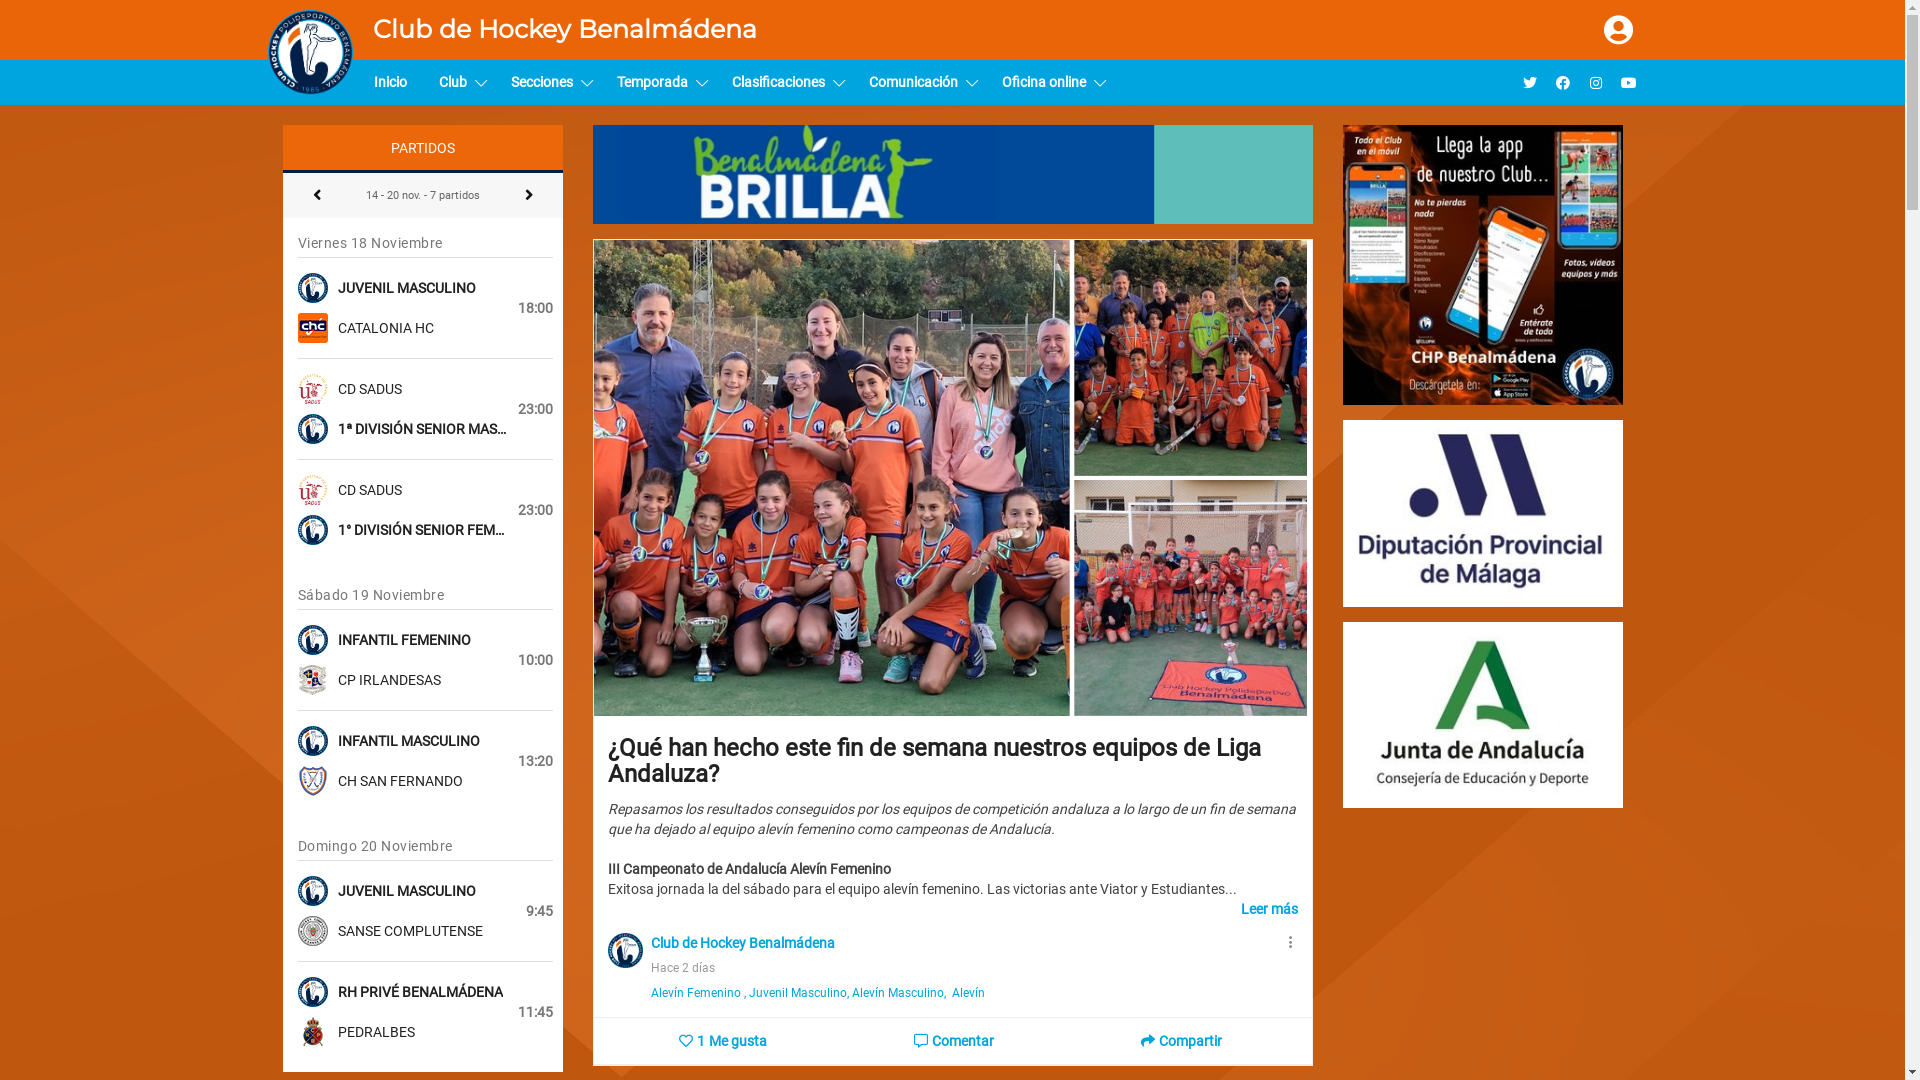 Club de Hockey Benalmádena
Inicio
Club
Secciones
Temporada
Clasificaciones
Comunicación
Oficina online
PARTIDOS
14 - 20 nov. - 7 partidos
Viernes 18 Noviembre
JUVENIL MASCULINO
18:00
CATALONIA HC
CD SADUS
23:00
1ª DIVISIÓN SENIOR MAS...
CD SADUS
23:00
1° DIVISIÓN SENIOR FEM...
Sábado 19 Noviembre
INFANTIL FEMENINO
10:00
CP IRLANDESAS
INFANTIL MASCULINO
13:20
CH SAN FERNANDO
Domingo 20 Noviembre
JUVENIL MASCULINO
9:45
SANSE COMPLUTENSE
RH PRIVÉ BENALMÁDENA
11:45
PEDRALBES
Benalmádena
BRILLA
Club Hockey Polideportivo
Benalmádena
¿Qué han hecho este fin de semana nuestros equipos de Liga
Andaluza?
Repasamos los resultados conseguidos por los equipos de competición andaluza a lo largo de un fin de semana
que ha dejado al equipo alevín femenino como campeonas de Andalucía.
III Campeonato de Andalucía Alevín Femenino
Exitosa jornada la del sábado para el equipo alevín femenino. Las victorias ante Viator y Estudiantes...
Leer más
Club de Hockey Benalmádena
Hace 2 días
Alevín Femenino , Juvenil Masculino, Alevín Masculino,  Alevín
1 Me gusta
Comentar
Compartir
Todo el Club
en el móvil
Llega la app
de nuestro Club...
No te pierdas
nada
Fotos, vídeos
equipos y más
Entérate
de todo
CHP Benalmádena
Descárgetela en:
Google Play
App Store
Diputación Provincial
de Málaga
Junta de Andalucía
Consejería de Educación y Deporte